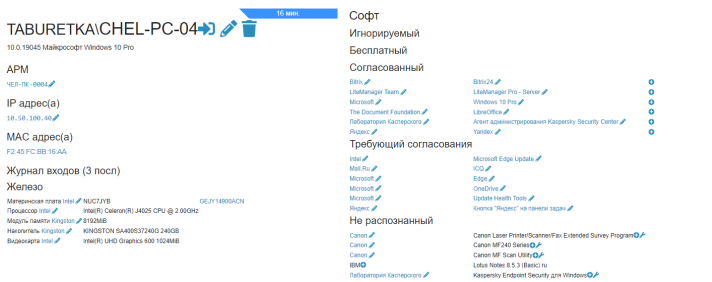 16 мин.
TABURETKA\CHEL-PC-04
10.0.19045 Майкрософт Windows 10 Pro
АРМ
ЧЕЛ-ПК-0004
IP адрес(а)
10.50.100.40
MAC адрес(а)
F2:45:FC:BB:16:AA
Журнал входов (3 посл)
Железо
Материнская плата Intel NUC7JYB GEJY14900ACN
Процессор Intel Intel(R) Celeron(R) J4025 CPU @ 2.00GHz
Модуль памяти Kingston 8192MiB
Накопитель Kingston KINGSTON SA400S37240G 240GB
Видеокарта Intel Intel(R) UHD Graphics 600 1024MiB
Софт
Игнорируемый
Бесплатный
Согласованный
Bitrix Bitrix24
LiteManager Team LiteManager Pro - Server
Microsoft Windows 10 Pro
The Document Foundation LibreOffice
Лаборатория Касперского Агент администрирования Kaspersky Security Center
Яндекс Yandex
Требующий согласования
Intel Microsoft Edge Update
Mail.Ru ICQ
Microsoft Edge
Microsoft OneDrive
Microsoft Update Health Tools
Яндекс Кнопка "Яндекс" на панели задач
Не распознанный
Canon Canon Laser Printer/Scanner/Fax Extended Survey Program
Canon Canon MF240 Series
Canon Canon MF Scan Utility
IBM Lotus Notes 8.5.3 (Basic) ru
Лаборатория Касперского Kaspersky Endpoint Security для Windows